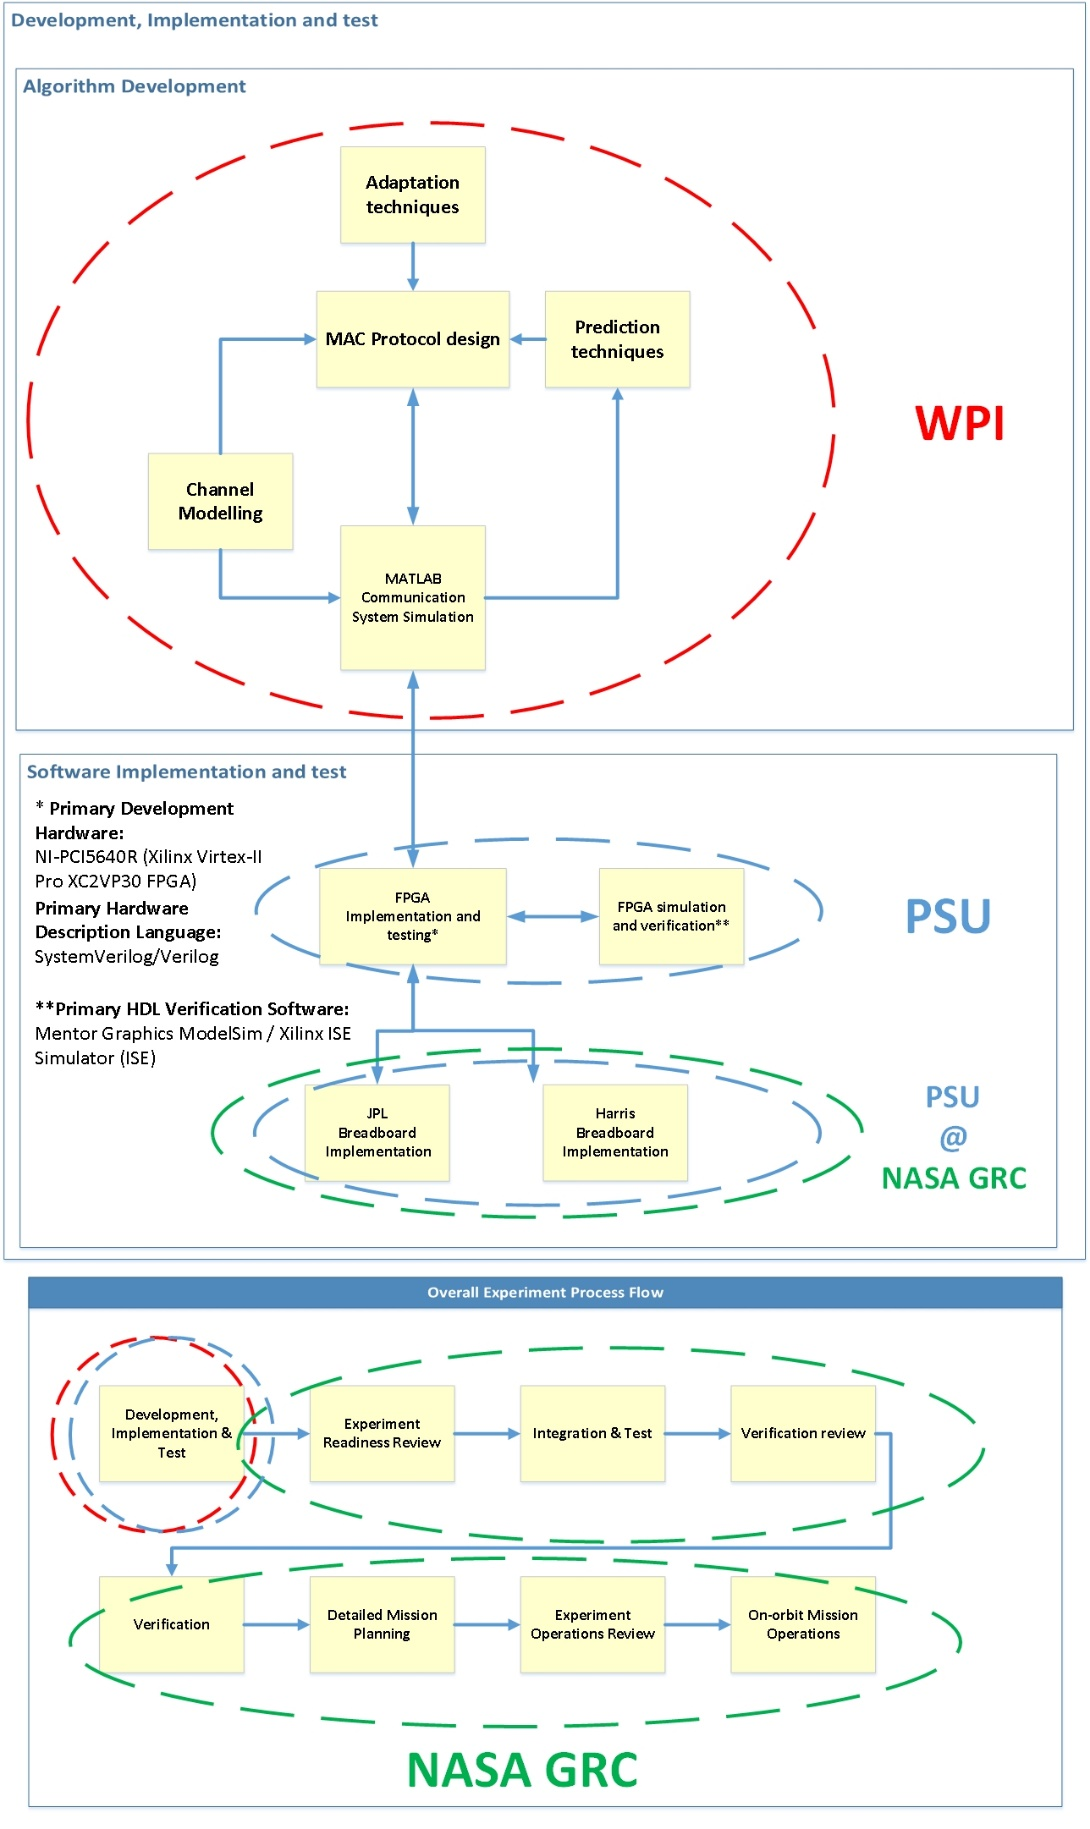 Development, Implementation and test
Algorithm Development
Adaptation
techniques
MAC Protocol design
Prediction
techniques
WPI
Channel
Modelling
MATLAB
Communication
System Simulation
Software Implementation and test
* Primary Development
Hardware:
NI-PCI5640R (Xilinx Virtex-II
Pro XC2VP30 FPGA)
Primary Hardware
Description Language:
SystemVerilog/Verilog
**Primary HDL Verification Software:
Mentor Graphics ModelSim / Xilinx ISE
Simulator (ISE)
FPGA
Implementation and
testing*
FPGA simulation
and verification**
PSU
JPL
Breadboard
Implementation
Harris
Breadboard
Implementation
PSU
@
NASA GRC
Overall Experiment Process Flow
Development,
Implementation &
Test
Experiment
Readiness Review
Integration & Test
Verification review
Verification
Detailed Mission
Planning
Experiment
Operations Review
On-orbit Mission
Operations
NASA GRC